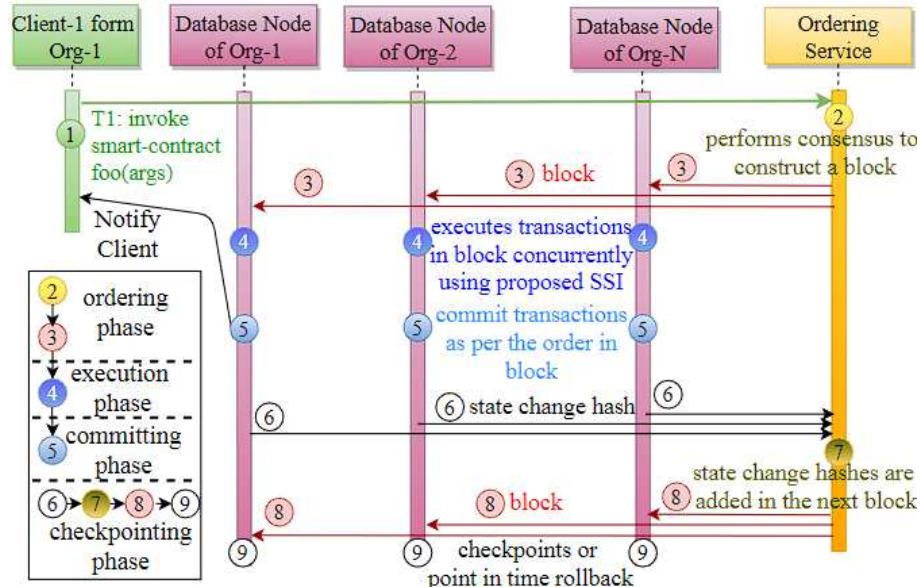 Client-1 form
Org-1
Database Node
of Org-1
Database Node
of Org-2
Database Node
of Org-N
Ordering
Service
1
T1: invoke
smart-contract
foo(args)
2
performs consensus to
construct a block
3
3 block
3
Notify
Client
4
4
4
executes transactions
in block concurrently
using proposed SSI
5
5
5
commit transactions
as per the order in
block
6
6 state change hash
6
7
state change hashes are
added in the next block
8
8 block
8
9
9
9
checkpoints or
point in time rollback
2
ordering
phase
3
execution
4
phase
committing
5
phase
6 7 8 9
checkpointing
phase